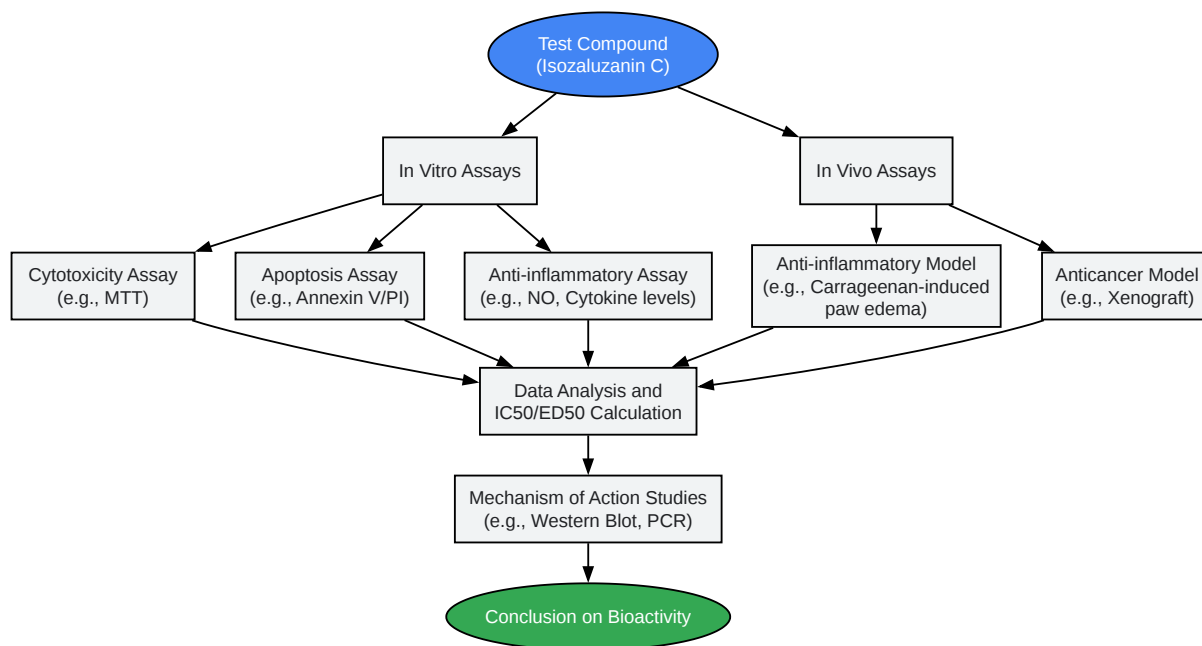 Test Compound
(Isozaluzanin C)
In Vitro Assays
In Vivo Assays
Cytotoxicity Assay
(e.g., MTT)
Apoptosis Assay
(e.g., Annexin V/PI)
Anti-inflammatory Assay
(e.g., NO, Cytokine levels)
Anti-inflammatory Model
(e.g., Carrageenan-induced
paw edema)
Anticancer Model
(e.g., Xenograft)
Data Analysis and
IC50/ED50 Calculation
Mechanism of Action Studies
(e.g., Western Blot, PCR)
Conclusion on Bioactivity